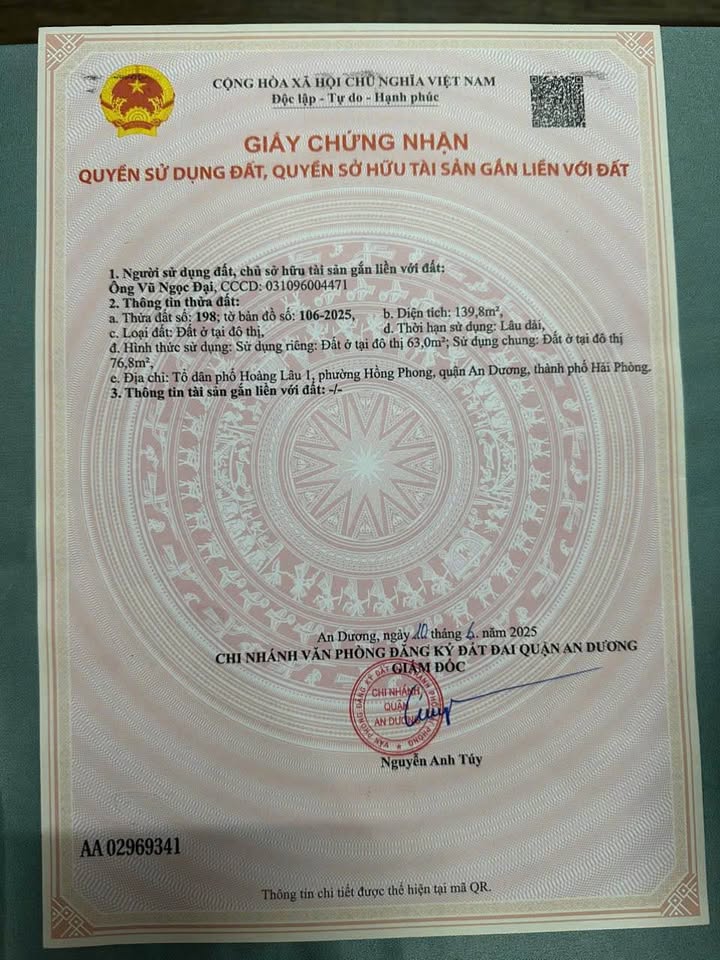 CỘNG HÒA XÃ HỘI CHỦ NGHĨA VIỆT NAM
Độc lập - Tự do - Hạnh phúc
GIẤY CHỨNG NHẬN
QUYỀN SỬ DỤNG ĐẤT, QUYỀN SỞ HỮU TÀI SẢN GẮN LIỀN VỚI ĐẤT
1. Người sử dụng đất, chủ sở hữu tài sản gắn liền với đất:
Ông Vũ Ngọc Đại, CCCD: 031096004471
2. Thông tin thửa đất:
a. Thửa đất số: 198; tờ bản đồ số: 106-2025, b. Diện tích: 139,8m²,
c. Loại đất: Đất ở tại đô thị, d. Thời hạn sử dụng: Lâu dài,
đ. Hình thức sử dụng: Sử dụng riêng: Đất ở tại đô thị 63,0m²; Sử dụng chung: Đất ở tại đô thị
76,8m²,
e. Địa chỉ: Tổ dân phố Hoàng Lâu 1, phường Hồng Phong, quận An Dương, thành phố Hải Phòng.
3. Thông tin tài sản gắn liền với đất: -/-
An Dương, ngày 10 tháng 6. năm 2025
CHI NHÁNH VĂN PHÒNG ĐĂNG KÝ ĐẤT ĐAI QUẬN AN DƯƠNG
GIÁM ĐỐC
CHI NHÁNH
QUẬN
AN DƯƠNG
Nguyễn Anh Túy
AA 02969341
Thông tin chi tiết được thể hiện tại mã QR.